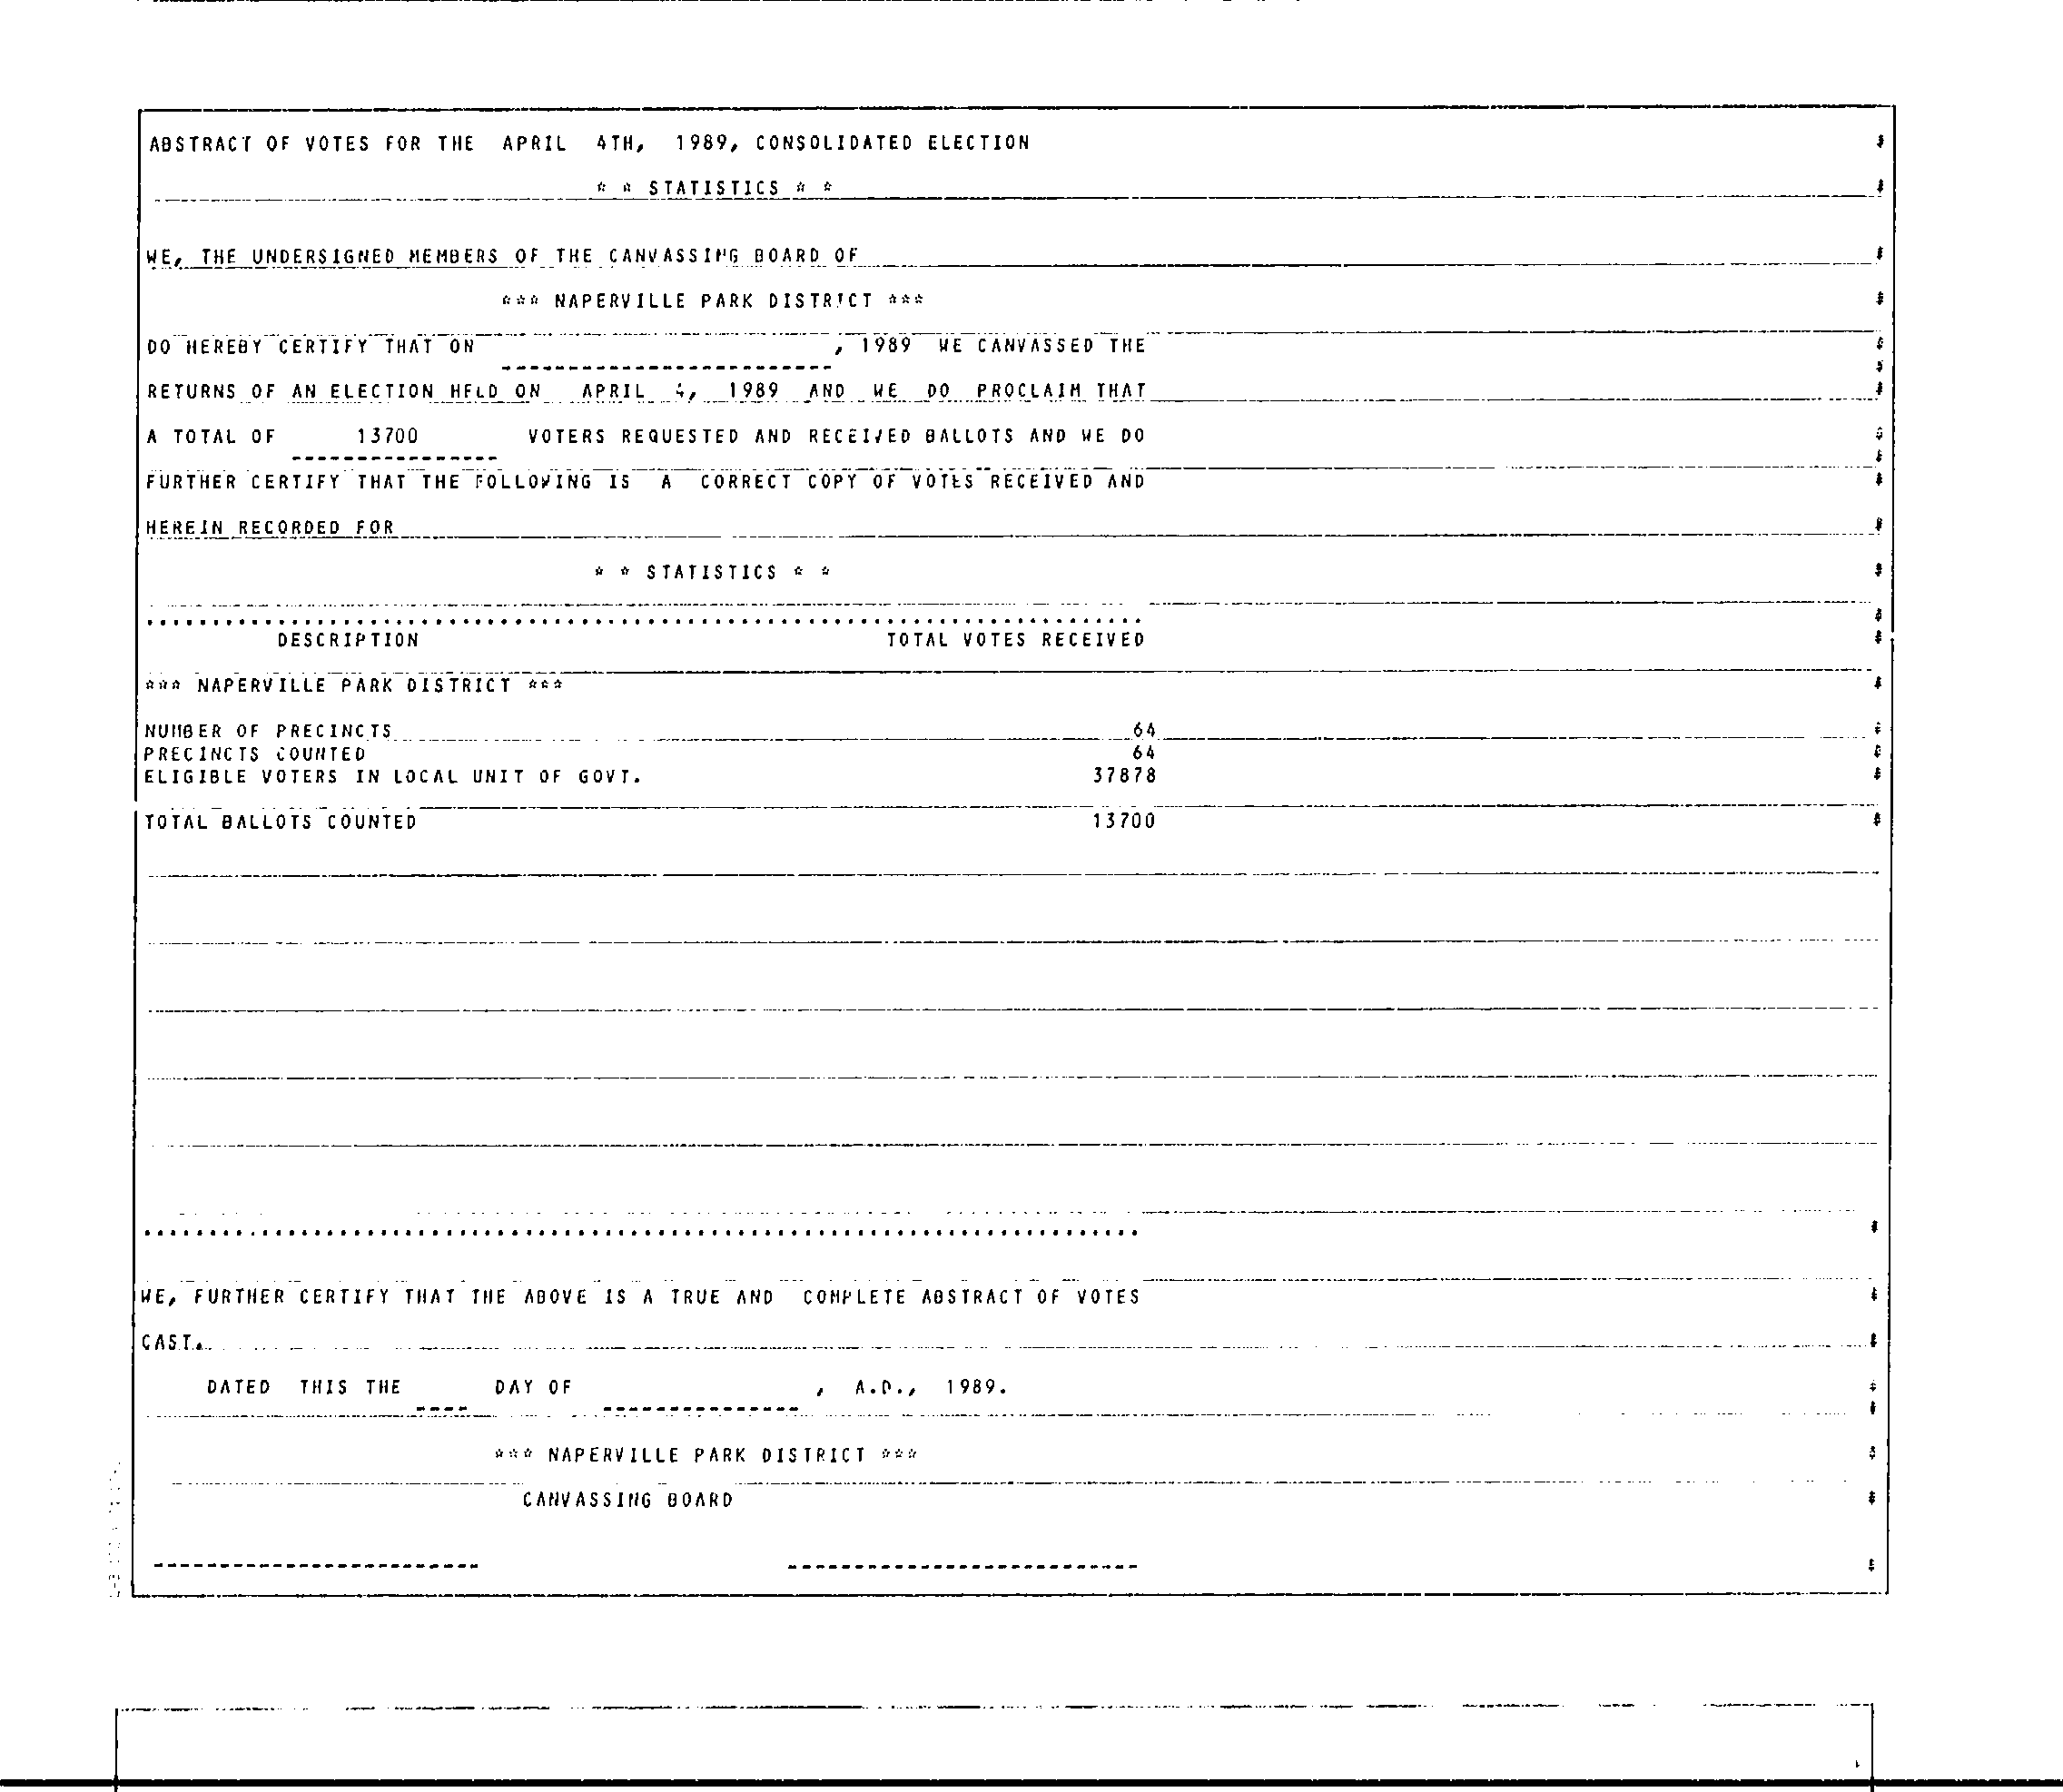 ABSTRACT OF VOTES FOR THE APRIL 4TH, 1989, CONSOLIDATED ELECTION
* * STATISTICS * *
WE, THE UNDERSIGNED MEMBERS OF THE CANVASSING BOARD OF
*** NAPERVILLE PARK DISTRICT ***
DO HEREBY CERTIFY THAT ON , 1989 WE CANVASSED THE
RETURNS OF AN ELECTION HELD ON APRIL 4, 1989 AND WE DO PROCLAIM THAT
A TOTAL OF 13700 VOTERS REQUESTED AND RECEIVED BALLOTS AND WE DO
FURTHER CERTIFY THAT THE FOLLOWING IS A CORRECT COPY OF VOTES RECEIVED AND
HEREIN RECORDED FOR
* * STATISTICS * *
DESCRIPTION TOTAL VOTES RECEIVED
*** NAPERVILLE PARK DISTRICT ***
NUMBER OF PRECINCTS 64
PRECINCTS COUNTED 64
ELIGIBLE VOTERS IN LOCAL UNIT OF GOVT. 37878
TOTAL BALLOTS COUNTED 13700
WE, FURTHER CERTIFY THAT THE ABOVE IS A TRUE AND COMPLETE ABSTRACT OF VOTES
CAST.
DATED THIS THE DAY OF , A.D., 1989.
*** NAPERVILLE PARK DISTRICT ***
CANVASSING BOARD